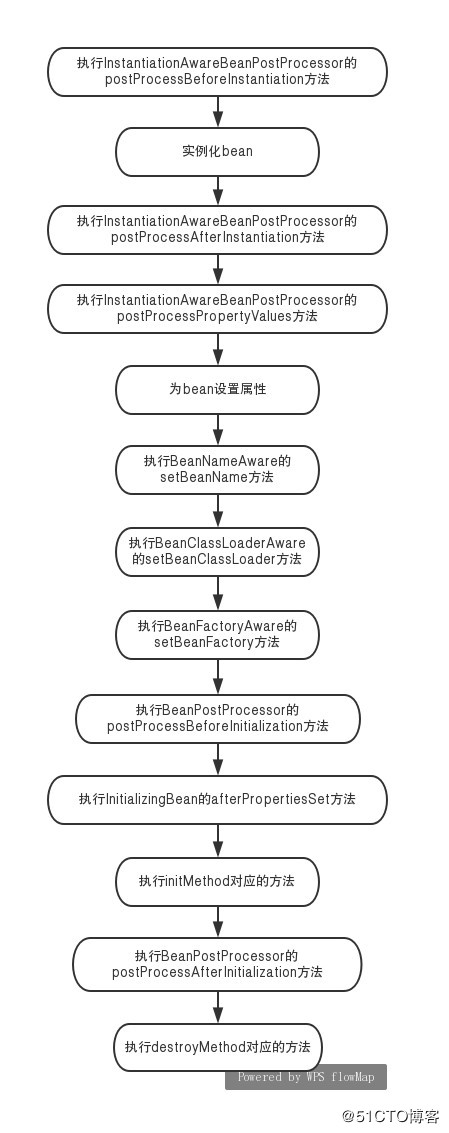 执行InstantiationAwareBeanPostProcessor的
postProcessBeforeInstantiation方法
实例化bean
执行InstantiationAwareBeanPostProcessor的
postProcessAfterInstantiation方法
执行InstantiationAwareBeanPostProcessor的
postProcessPropertyValues方法
为bean设置属性
执行BeanNameAware的
setBeanName方法
执行BeanClassLoaderAware
的setBeanClassLoader方法
执行BeanFactoryAware的
setBeanFactory方法
执行BeanPostProcessor的
postProcessBeforeInitialization方法
执行InitializingBean的afterPropertiesSet方法
执行initMethod对应的方法
执行BeanPostProcessor的
postProcessAfterInitialization方法
执行destroyMethod对应的方法
Powered by WPS flowMap
@51CTO博客